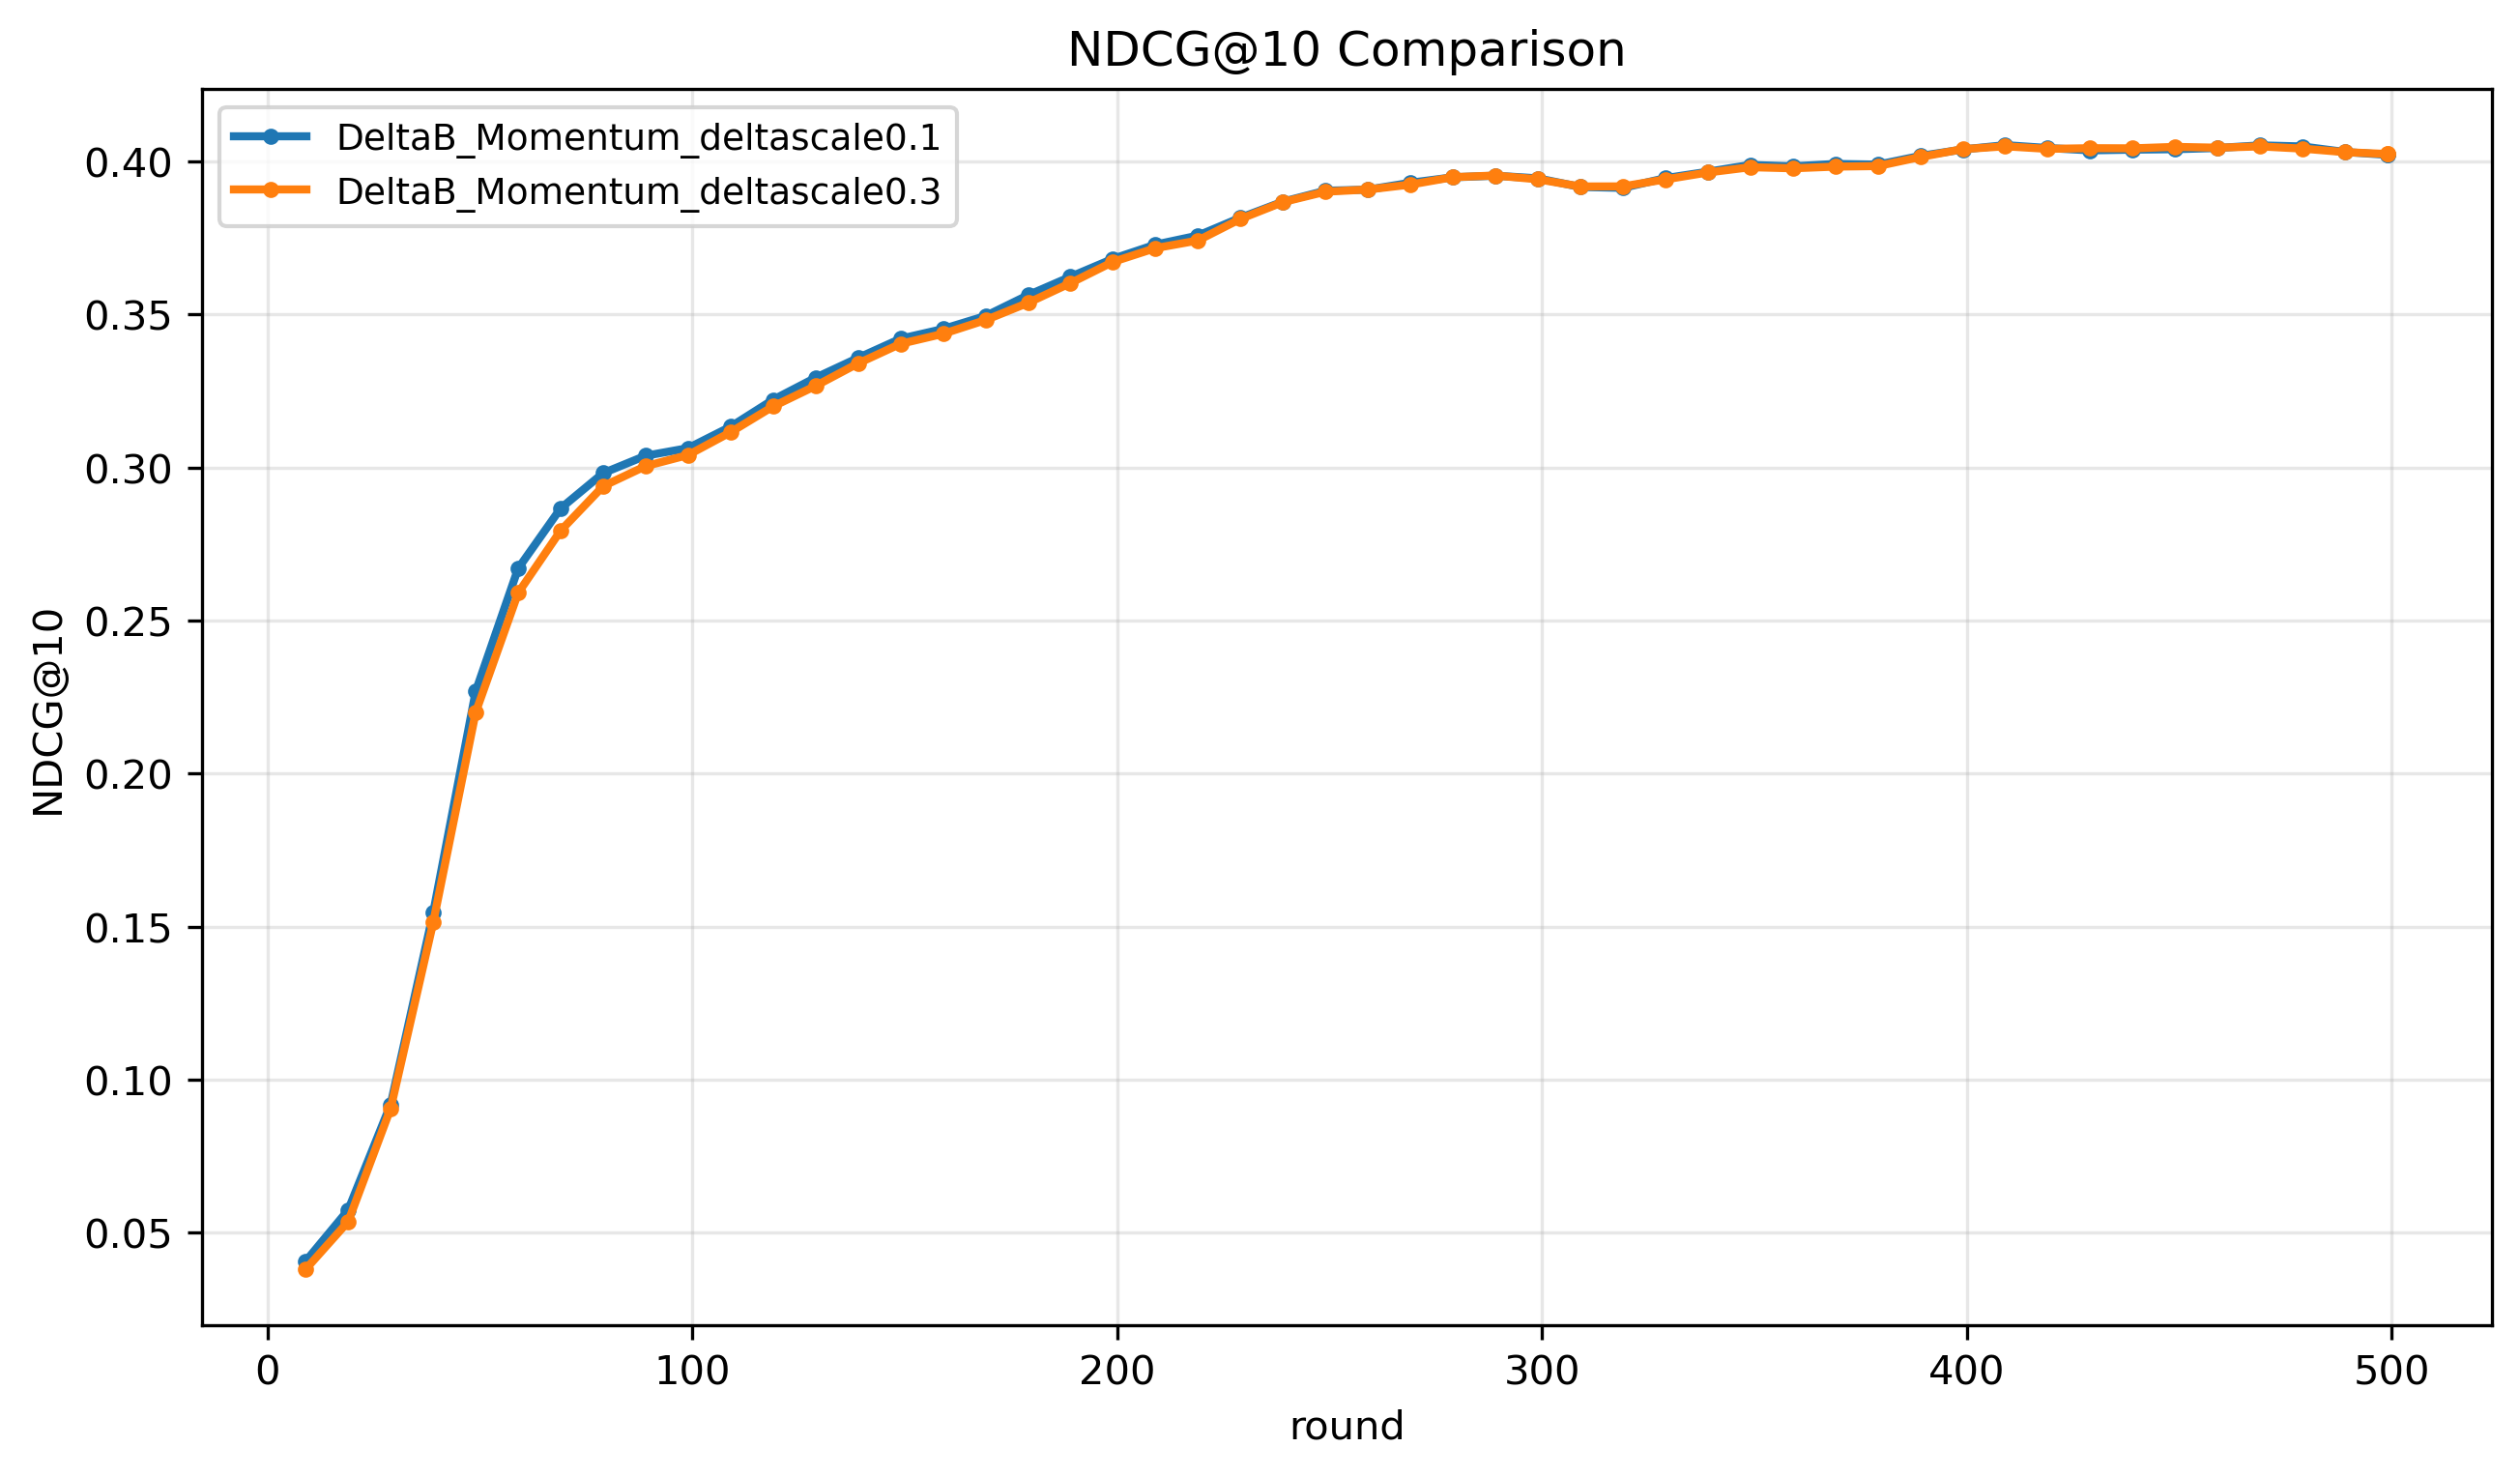 NDCG@10 Comparison
DeltaB_Momentum_deltascale0.1
DeltaB_Momentum_deltascale0.3
0.40
0.35
0.30
0.25
0.20
0.15
0.10
0.05
NDCG@10
0 100 200 300 400 500
round